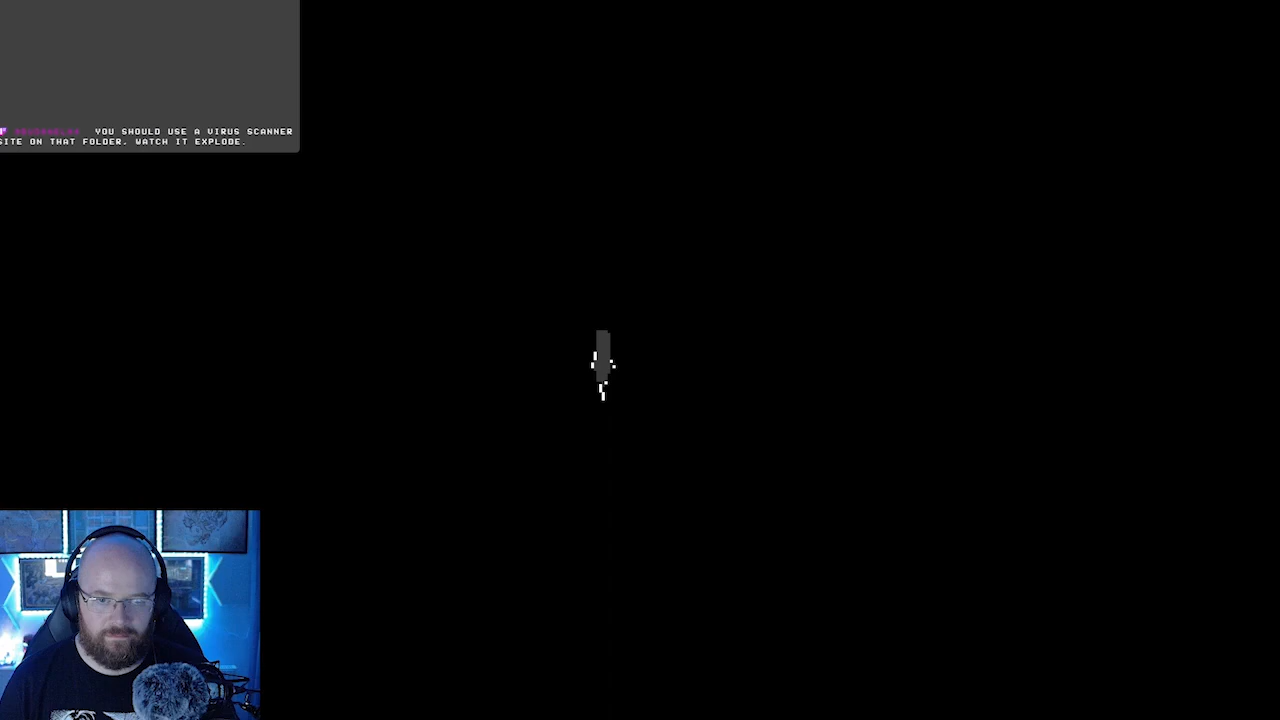 YOU SHOULD USE A VIRUS SCANNER
SITE ON THAT FOLDER. WATCH IT EXPLODE.